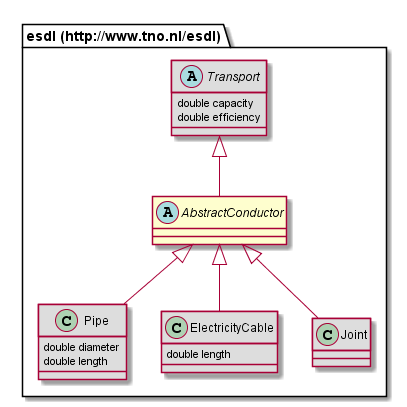 esdl (http://www.tno.nl/esdl)
A Transport
double capacity
double efficiency
A AbstractConductor
C Pipe
double diameter
double length
C ElectricityCable
double length
C Joint